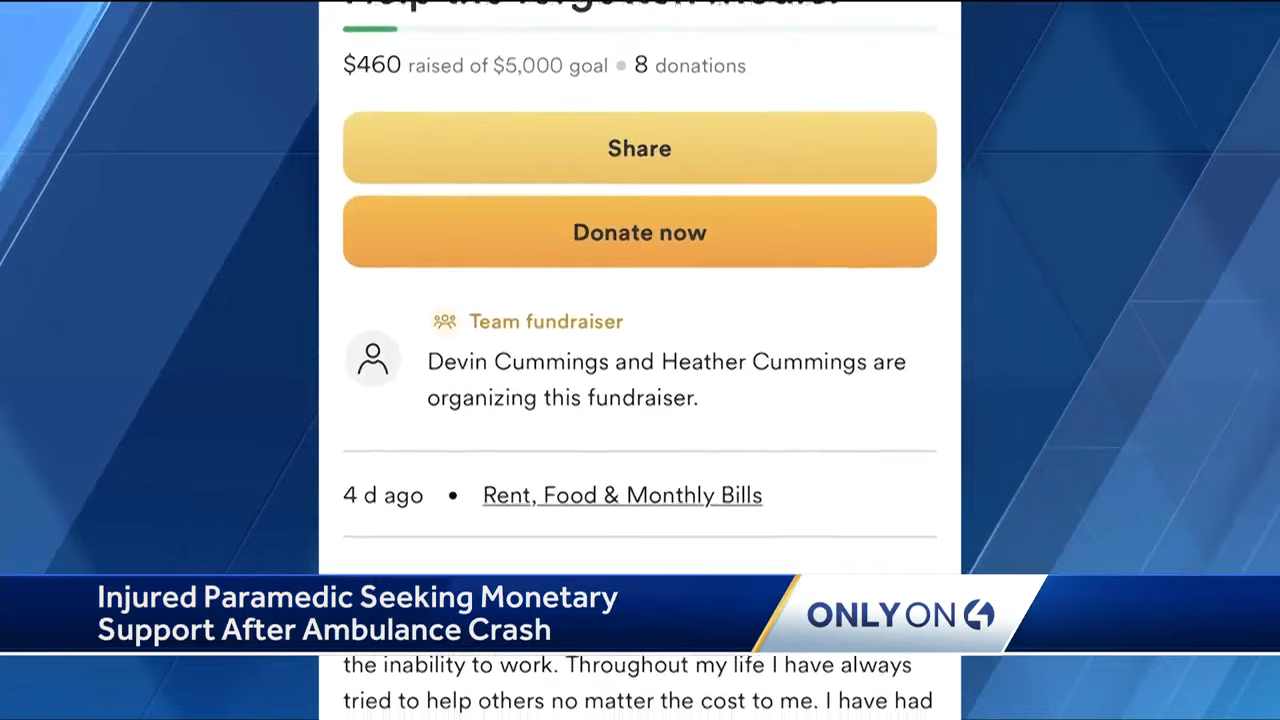 $460 raised of $5,000 goal • 8 donations
Share
Donate now
Team fundraiser
Devin Cummings and Heather Cummings are
organizing this fundraiser.
4 d ago • Rent, Food & Monthly Bills
Injured Paramedic Seeking Monetary
Support After Ambulance Crash
ONLY ON 4
the inability to work. Throughout my life I have always
tried to help others no matter the cost to me. I have had